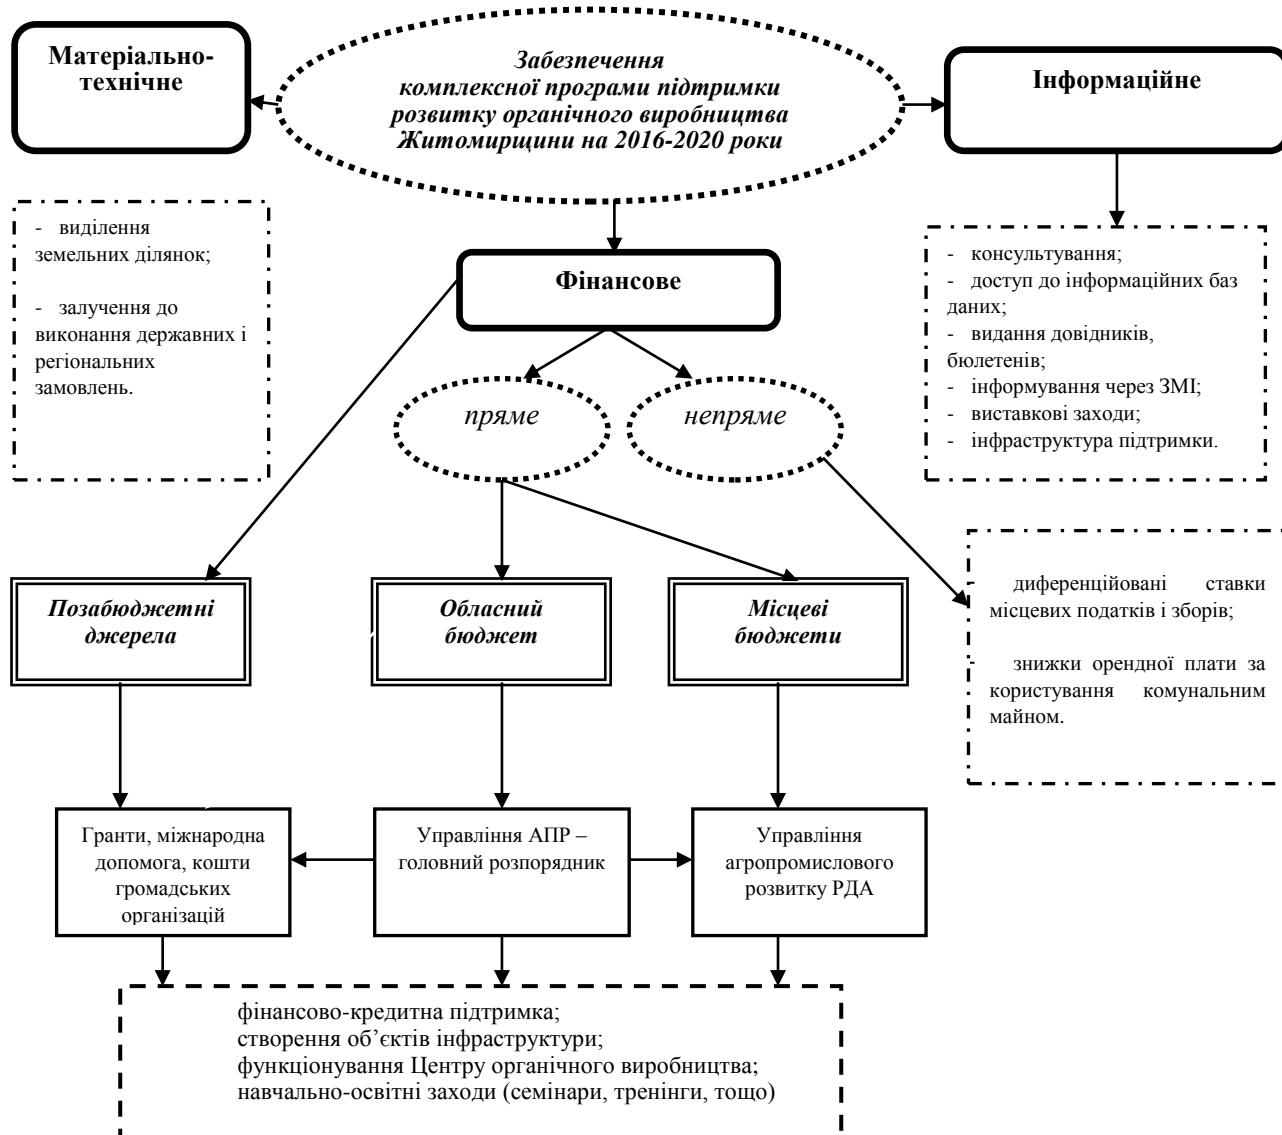 Матеріально-
технічне
Забезпечення
комплексної програми підтримки
розвитку органічного виробництва
Житомирщини на 2016-2020 роки
Інформаційне
- виділення
земельних ділянок;
- залучення до
виконання державних і
регіональних
замовлень.
Фінансове
- консультування;
- доступ до інформаційних баз
даних;
- видання довідників,
бюлетенів;
- інформування через ЗМІ;
- виставкові заходи;
- інфраструктура підтримки.
пряме
непряме
- диференційовані ставки
місцевих податків і зборів;
- знижки орендної плати за
користування комунальним
майном.
Позабюджетні
джерела
Обласний
бюджет
Місцеві
бюджети
Гранти, міжнародна
допомога, кошти
громадських
організацій
Управління АПР –
головний розпорядник
Управління
агропромислового
розвитку РДА
фінансово-кредитна підтримка;
створення об’єктів інфраструктури;
функціонування Центру органічного виробництва;
навчально-освітні заходи (семінари, тренінги, тощо)